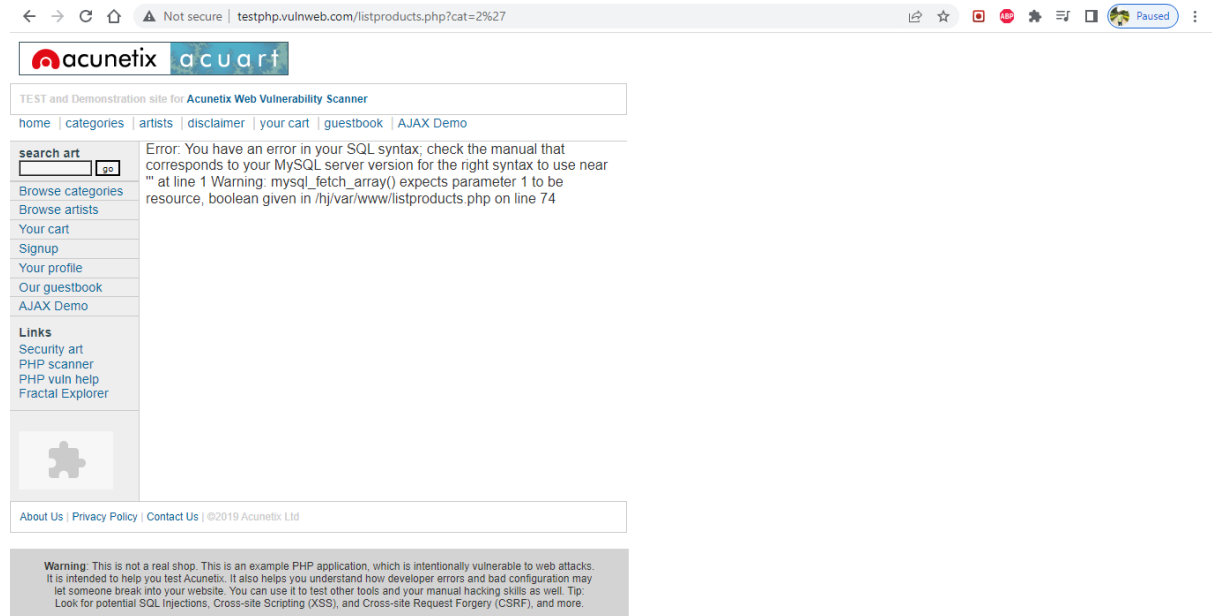 Not secure | testphp.vulnweb.com/listproducts.php?cat=2%27
ABP
Paused
acunetix acuart
TEST and Demonstration site for Acunetix Web Vulnerability Scanner
home | categories | artists | disclaimer | your cart | guestbook | AJAX Demo
search art
go
Browse categories
Browse artists
Your cart
Signup
Your profile
Our guestbook
AJAX Demo
Links
Security art
PHP scanner
PHP vuln help
Fractal Explorer
Error: You have an error in your SQL syntax; check the manual that
corresponds to your MySQL server version for the right syntax to use near
''' at line 1 Warning: mysql_fetch_array() expects parameter 1 to be
resource, boolean given in /hj/var/www/listproducts.php on line 74
About Us | Privacy Policy | Contact Us | ©2019 Acunetix Ltd
Warning: This is not a real shop. This is an example PHP application, which is intentionally vulnerable to web attacks.
It is intended to help you test Acunetix. It also helps you understand how developer errors and bad configuration may
let someone break into your website. You can use it to test other tools and your manual hacking skills as well. Tip:
Look for potential SQL Injections, Cross-site Scripting (XSS), and Cross-site Request Forgery (CSRF), and more.